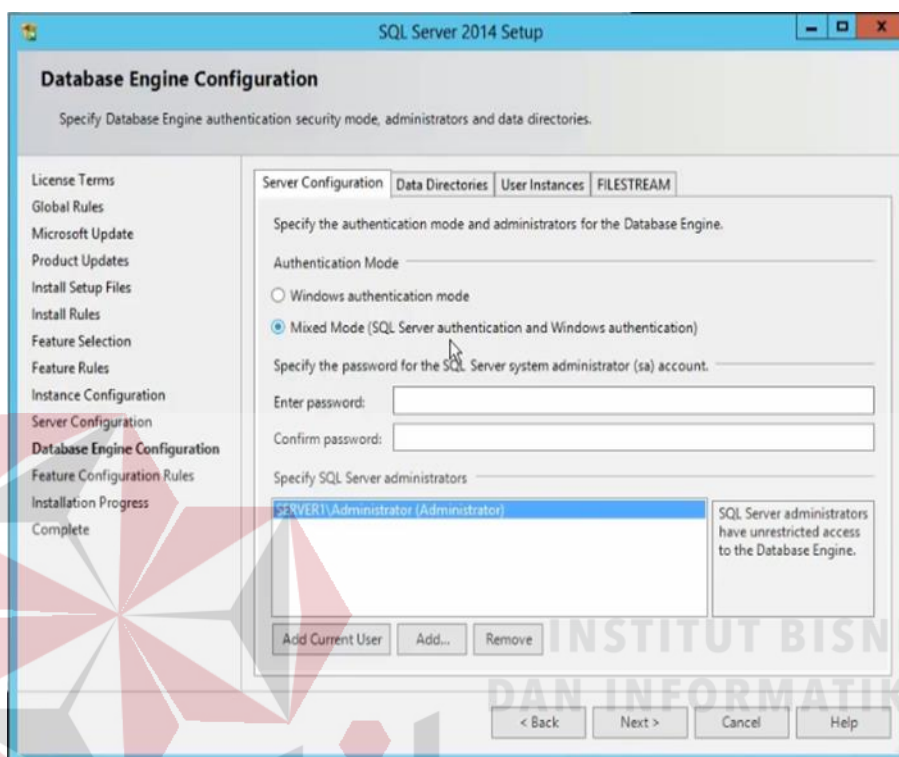 SQL Server 2014 Setup
Database Engine Configuration
Specify Database Engine authentication security mode, administrators and data directories.
License Terms
Global Rules
Microsoft Update
Product Updates
Install Setup Files
Install Rules
Feature Selection
Feature Rules
Instance Configuration
Server Configuration
Database Engine Configuration
Feature Configuration Rules
Installation Progress
Complete
Server Configuration
Data Directories
User Instances
FILESTREAM
Specify the authentication mode and administrators for the Database Engine.
Authentication Mode
Windows authentication mode
Mixed Mode (SQL Server authentication and Windows authentication)
Specify the password for the SQL Server system administrator (sa) account.
Enter password:
Confirm password:
Specify SQL Server administrators
SERVER1\Administrator (Administrator)
SQL Server administrators
have unrestricted access
to the Database Engine.
Add Current User
Add...
Remove
INSTITUT BISN
DAN INFORMATIK
< Back
Next >
Cancel
Help